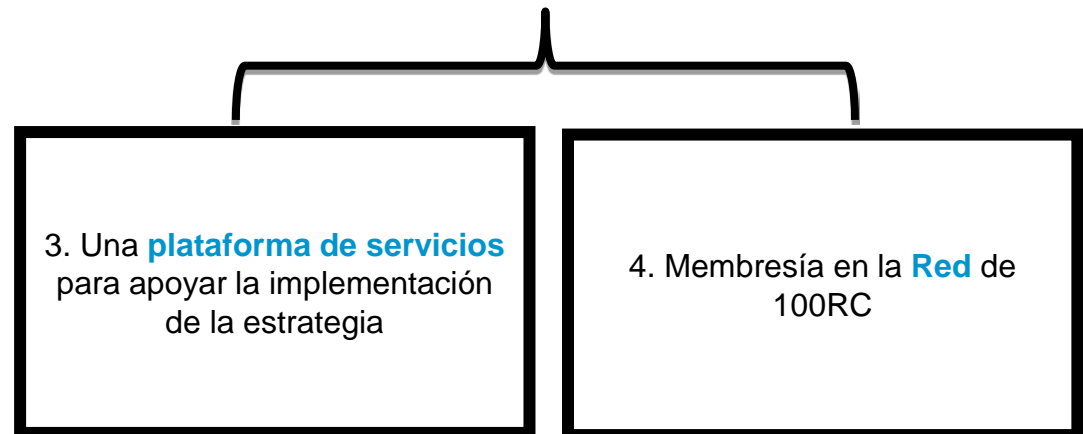 3. Una plataforma de servicios
para apoyar la implementación
de la estrategia
4. Membresía en la Red de
100RC